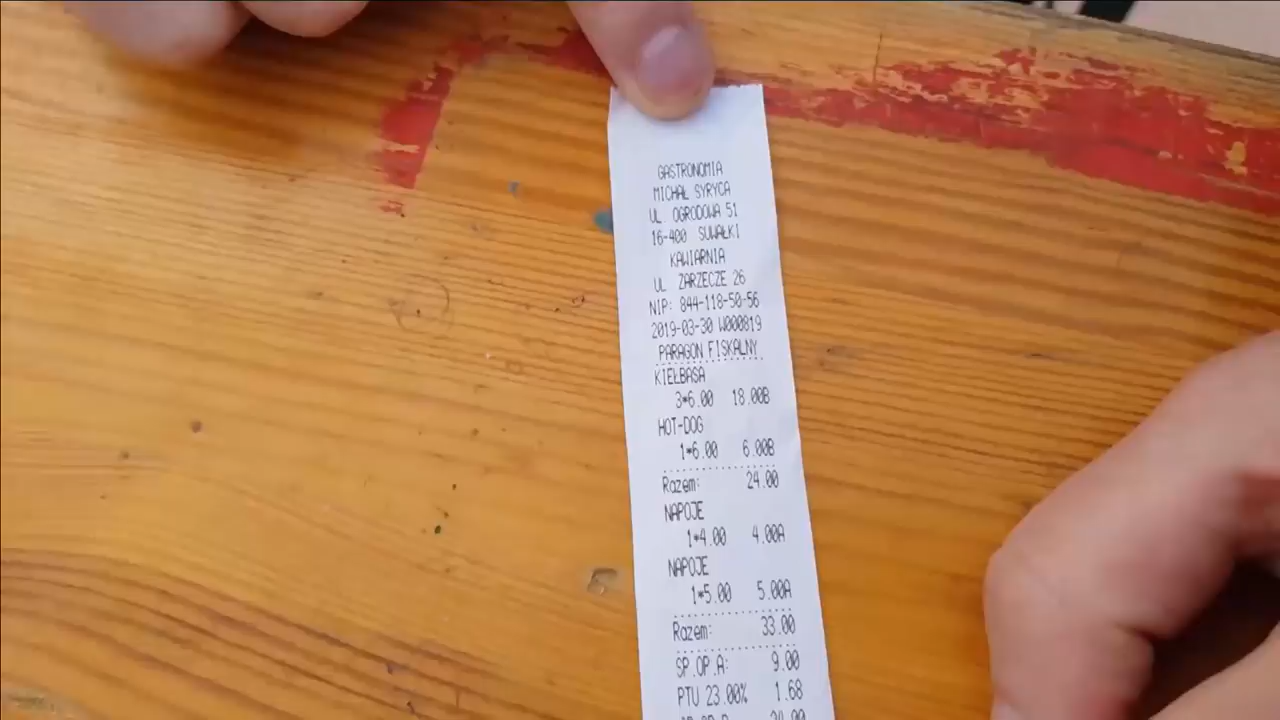 GASTRONOMIA
MICHAŁ SYRYCA
UL. OGRODOWA 51
16-400 SUWAŁKI
KAWIARNIA
UL. ZARZECZE 26
NIP: 844-118-50-56
2019-03-30 W000819
PARAGON FISKALNY
KIEŁBASA
3*6.00 18.00B
HOT-DOG
1*6.00 6.00B
Razem: 24.00
NAPOJE
1*4.00 4.00A
NAPOJE
1*5.00 5.00A
Razem: 33.00
SP.OP.A: 9.00
PTU 23.00% 1.68